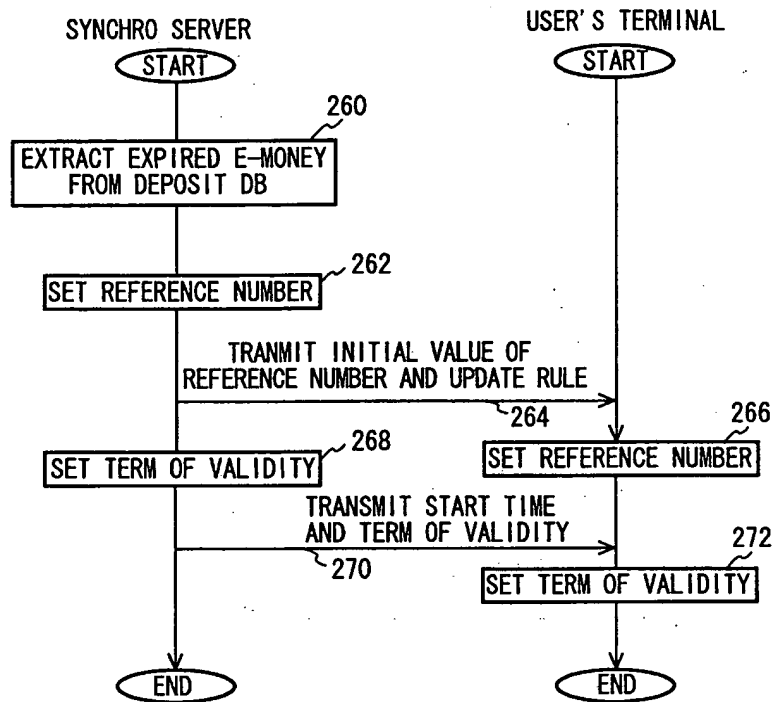 SYNCHRO SERVER
USER'S TERMINAL
START
START
260
EXTRACT EXPIRED E-MONEY
FROM DEPOSIT DB
262
SET REFERENCE NUMBER
TRANMIT INITIAL VALUE OF
REFERENCE NUMBER AND UPDATE RULE
264
266
268
SET TERM OF VALIDITY
SET REFERENCE NUMBER
TRANSMIT START TIME
AND TERM OF VALIDITY
270
272
SET TERM OF VALIDITY
END
END